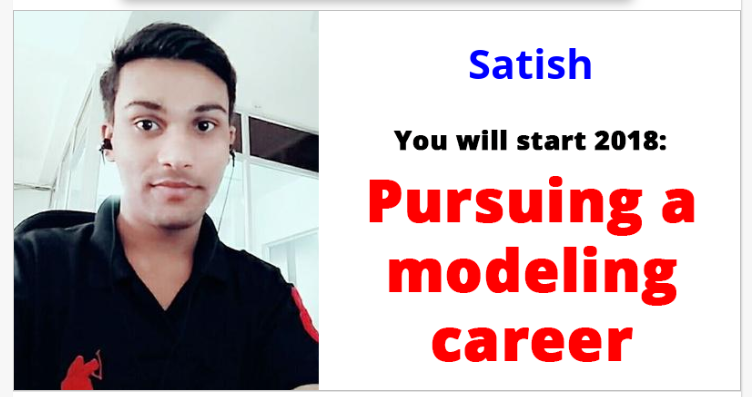 Satish
You will start 2018:
Pursuing a
modeling
career